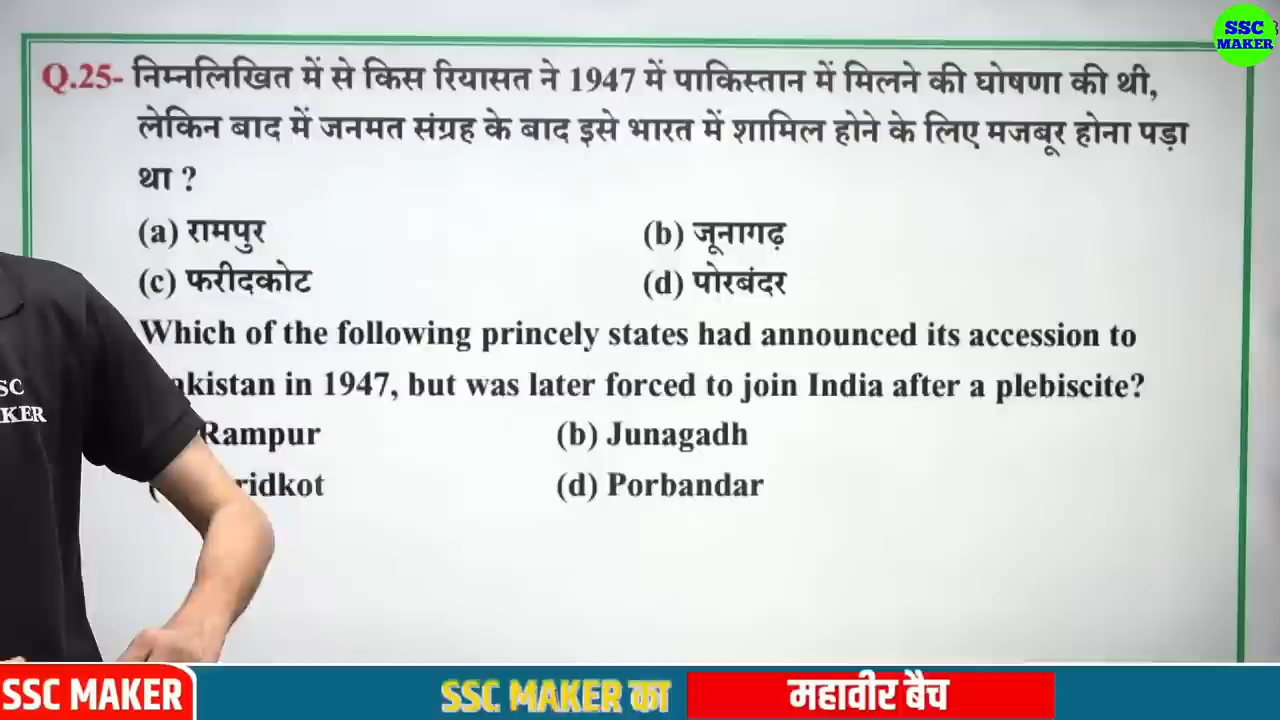 SSC
MAKER
Q.25- निम्नलिखित में से किस रियासत ने 1947 में पाकिस्तान में मिलने की घोषणा की थी,
लेकिन बाद में जनमत संग्रह के बाद इसे भारत में शामिल होने के लिए मजबूर होना पड़ा
था ?
(a) रामपुर (b) जूनागढ़
(c) फरीदकोट (d) पोरबंदर
Which of the following princely states had announced its accession to
akistan in 1947, but was later forced to join India after a plebiscite?
Rampur (b) Junagadh
ridkot (d) Porbandar
SC
KER
SSC MAKER SSC MAKER का महावीर बैच